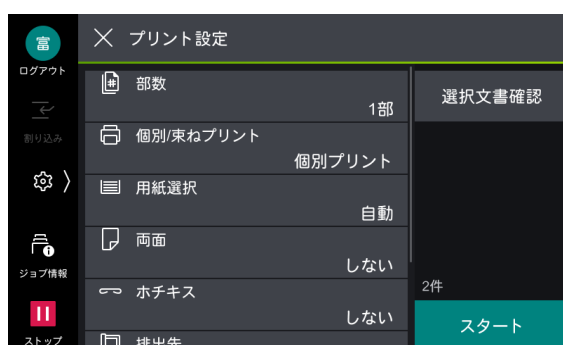 富
ログアウト
割り込み
ジョブ情報
ストップ
プリント設定
部数
1部
個別/束ねプリント
個別プリント
用紙選択
自動
両面
しない
ホチキス
しない
排出先
選択文書確認
2件
スタート